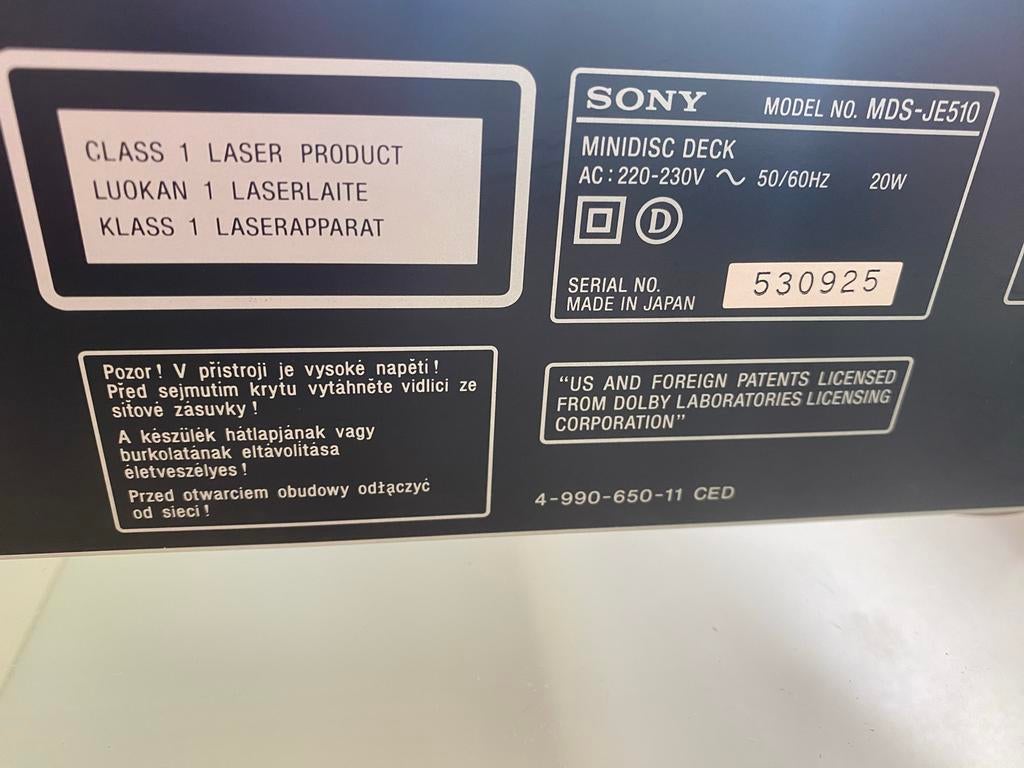 CLASS 1 LASER PRODUCT
LUOKAN 1 LASERLAITE
KLASS 1 LASERAPPARAT
SONY MODEL NO. MDS-JE510
MINIDISC DECK
AC: 220-230V ~ 50/60HZ 20W
D
SERIAL NO. 530925
MADE IN JAPAN
Pozor! V přístroji je vysoké napětí!
Před sejmutím krytu vytáhněte vidlici ze
síťové zásuvky!
A készülék hátlapjának vagy
burkolatának eltávolítása
életveszélyes!
Przed otwarciem obudowy odłączyć
od sieci!
"US AND FOREIGN PATENTS LICENSED
FROM DOLBY LABORATORIES LICENSING
CORPORATION"
4-990-650-11 CED